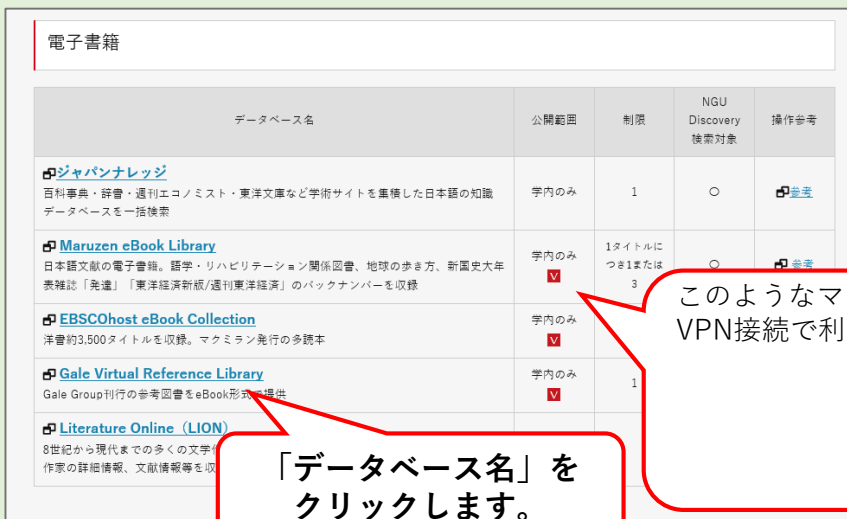 電子書籍
データベース名
公開範囲
制限
NGU
Discovery
検索対象
操作参考
ジャパンナレッジ
百科事典・辞書・週刊エコノミスト・東洋文庫など学術サイトを集積した日本語の知識
データベースを一括検索
学内のみ
1
○
参考
Maruzen eBook Library
日本語文献の電子書籍。語学・リハビリテーション関係図書、地球の歩き方、新国史大年
表雑誌「発達」「東洋経済新版/週刊東洋経済」のバックナンバーを収録
学内のみ
V
1タイトルに
つき1または
3
○
参考
EBSCOhost eBook Collection
洋書約3,500タイトルを収録。マクミラン発行の多読本
学内のみ
V
Gale Virtual Reference Library
Gale Group刊行の参考図書をeBook形式で提供
学内のみ
V
1
Literature Online（LION）
8世紀から現代までの多くの文学
作家の詳細情報、文献情報等を収
このようなマ
VPN接続で利
「データベース名」を
クリックします。